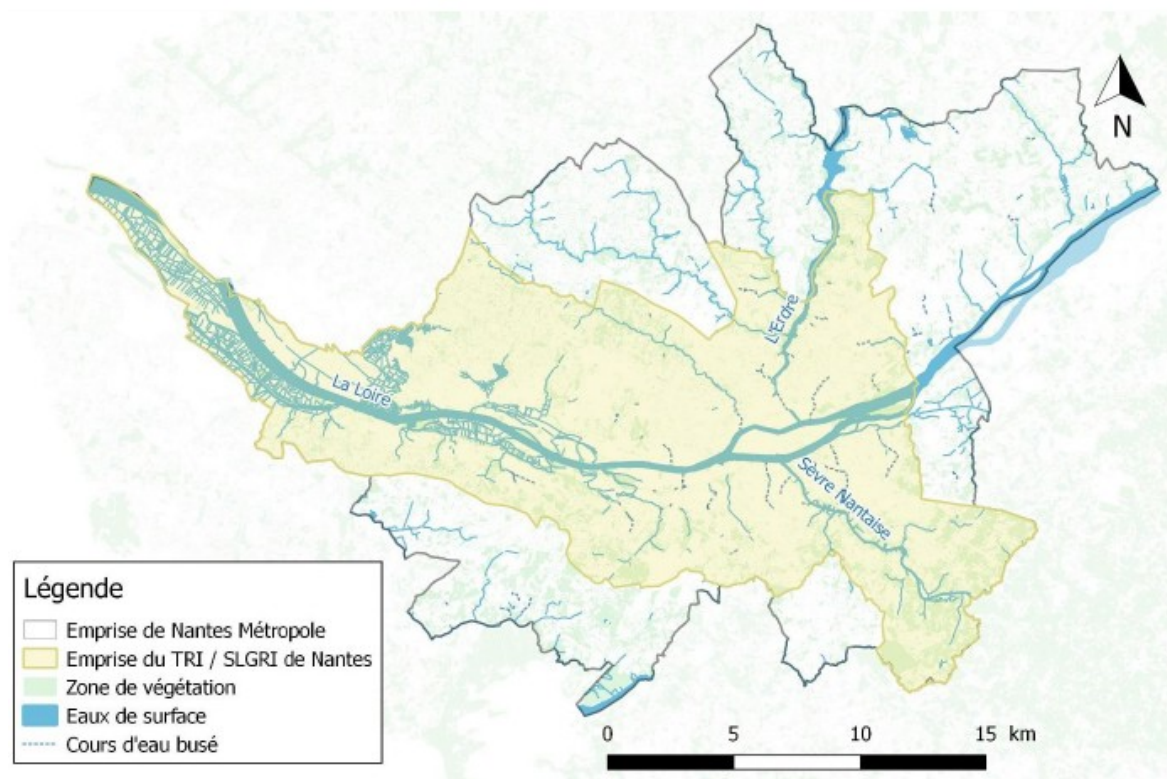 N
L'Erdre
La Loire
Sèvre Nantaise
Légende
Emprise de Nantes Métropole
Emprise du TRI / SLGRI de Nantes
Zone de végétation
Eaux de surface
Cours d'eau busé
0 5 10 15 km